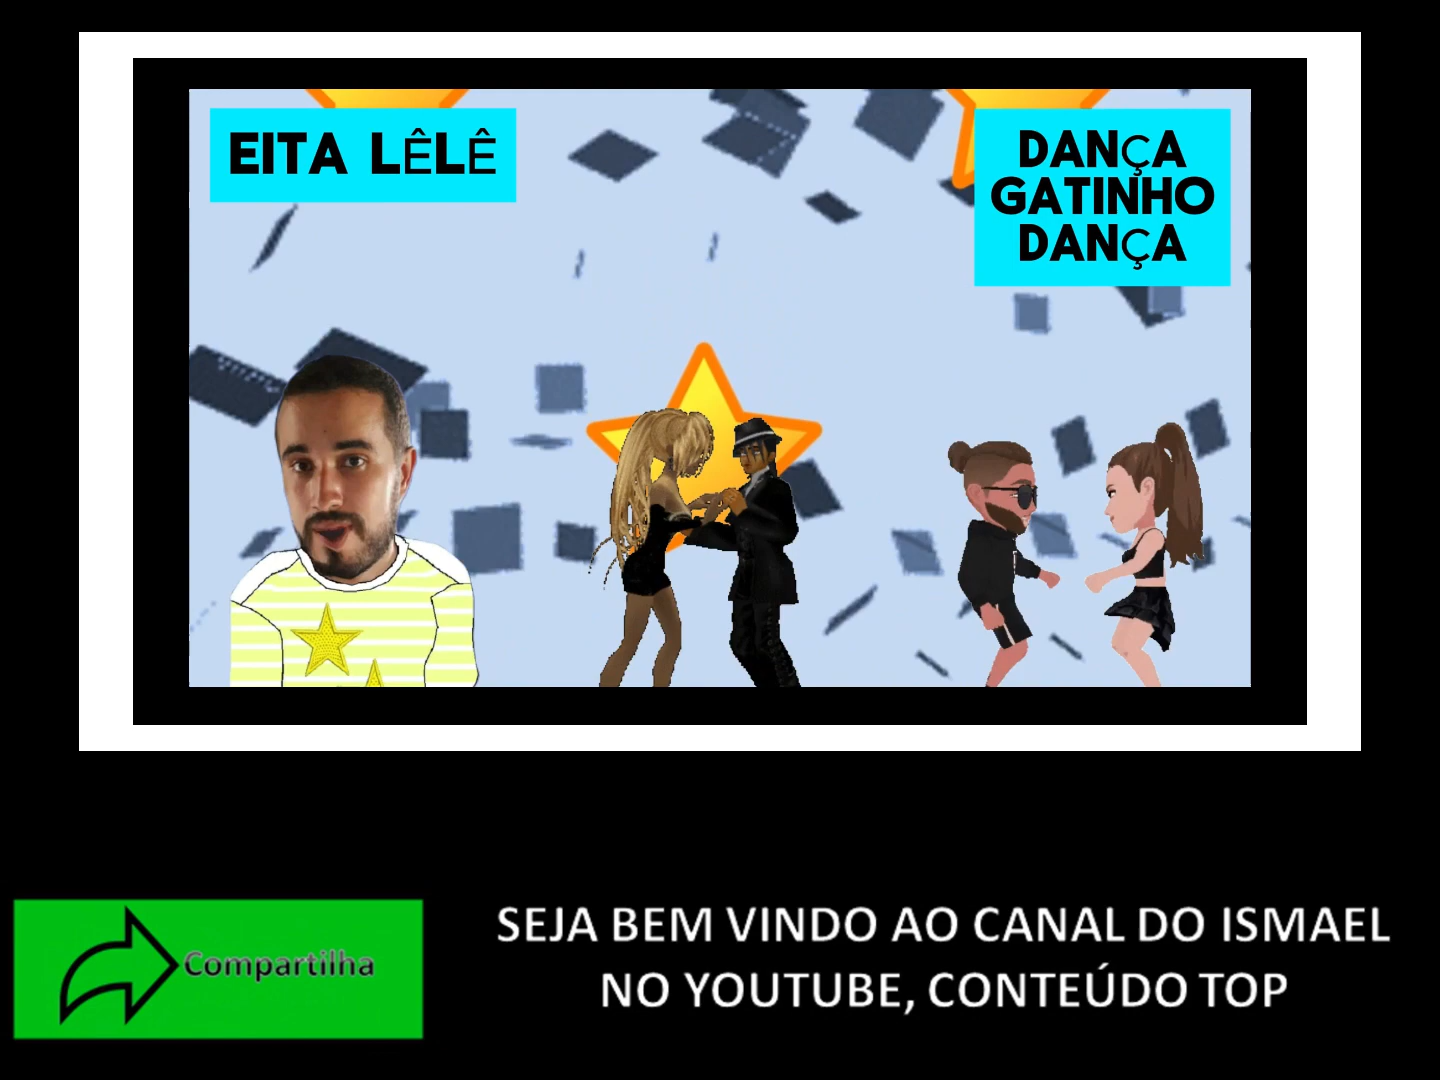 EITA LÊLÊ
DANÇA
GATINHO
DANÇA
Compartilha
SEJA BEM VINDO AO CANAL DO ISMAEL
NO YOUTUBE, CONTEÚDO TOP